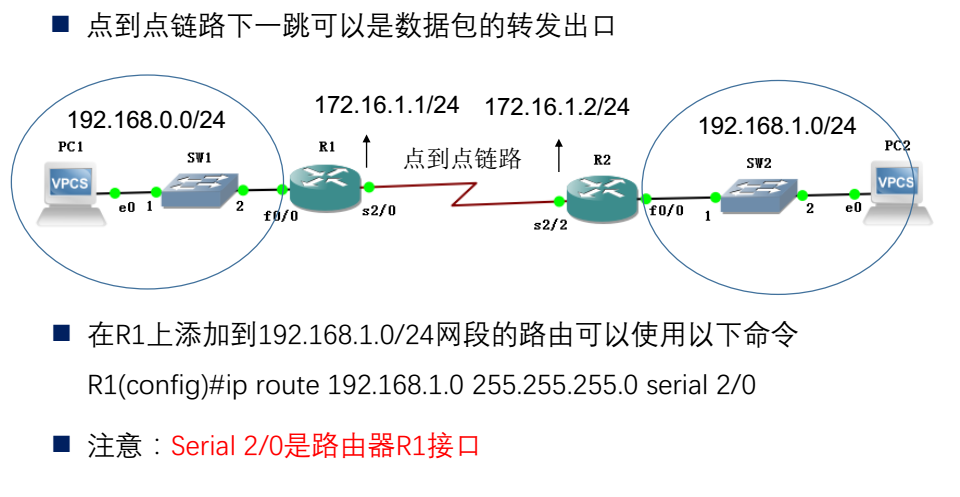 点到点链路下一跳可以是数据包的转发出口
172.16.1.1/24 172.16.1.2/24
192.168.0.0/24
192.168.1.0/24
PC1
SW1
R1
点到点链路
R2
SW2
PC2
VPCS
VPCS
e0 1
2
f0/0
s2/0
s2/2
f0/0
1
2
e0
在R1上添加到192.168.1.0/24网段的路由可以使用以下命令
R1(config)#ip route 192.168.1.0 255.255.255.0 serial 2/0
注意：Serial 2/0是路由器R1接口